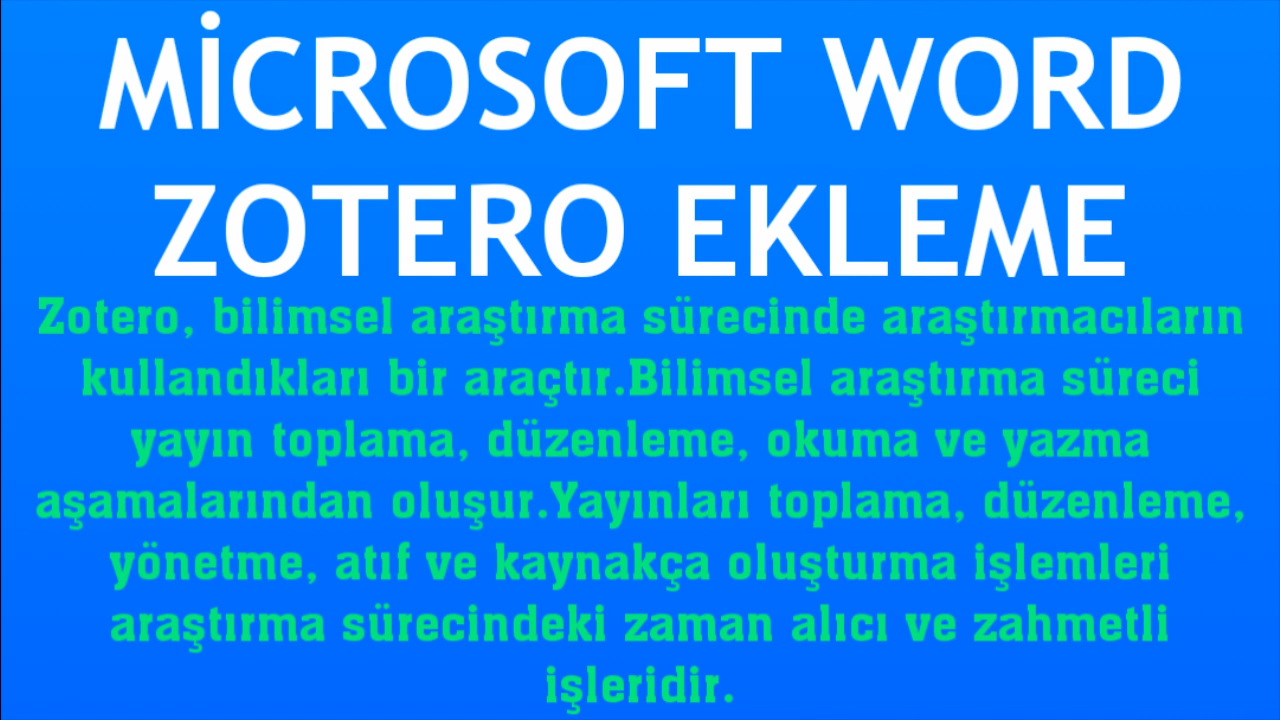 MİCROSOFT WORD
ZOTERO EKLEME
Zotero, bilimsel araştırma sürecinde araştırmacıların
kullandıkları bir araçtır.Bilimsel araştırma süreci
yayın toplama, düzenleme, okuma ve yazma
aşamalarından oluşur.Yayınları toplama, düzenleme,
yönetme, atıf ve kaynakça oluşturma işlemleri
araştırma sürecindeki zaman alıcı ve zahmetli
işleridir.